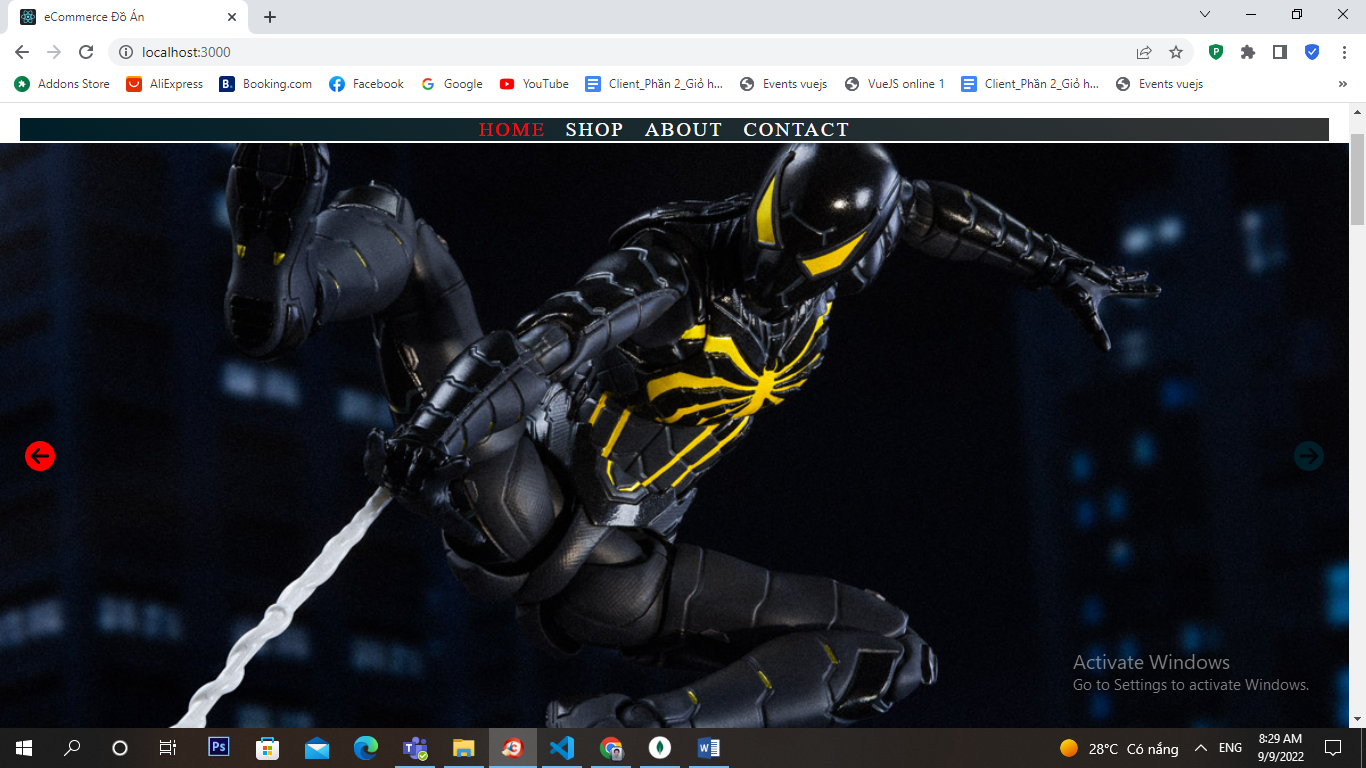 eCommerce Đồ Án
localhost:3000
Addons Store AliExpress B. Booking.com Facebook Google YouTube Client_Phần 2_Giỏ h... Events vuejs VueJS online 1 Client_Phần 2_Giỏ h... Events vuejs »
HOME SHOP ABOUT CONTACT
Activate Windows
Go to Settings to activate Windows.
Ps
28°C Có nắng ENG 8:29 AM
9/9/2022